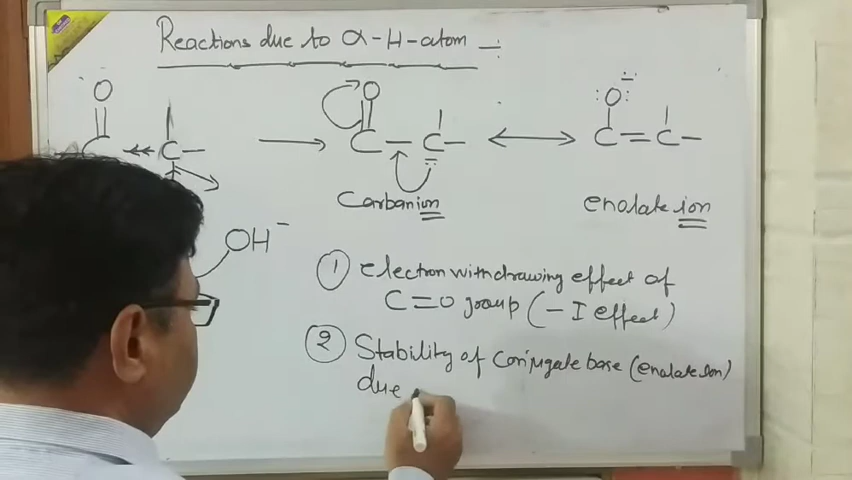 Reactions due to α-H-atom -:
O
C C
O
C - C -
Carbanion
:O:
C = C -
enolate ion
OH-
① electron withdrawing effect of
C=O group (-I effect)
② Stability of conjugate base (enolate Ion)
due